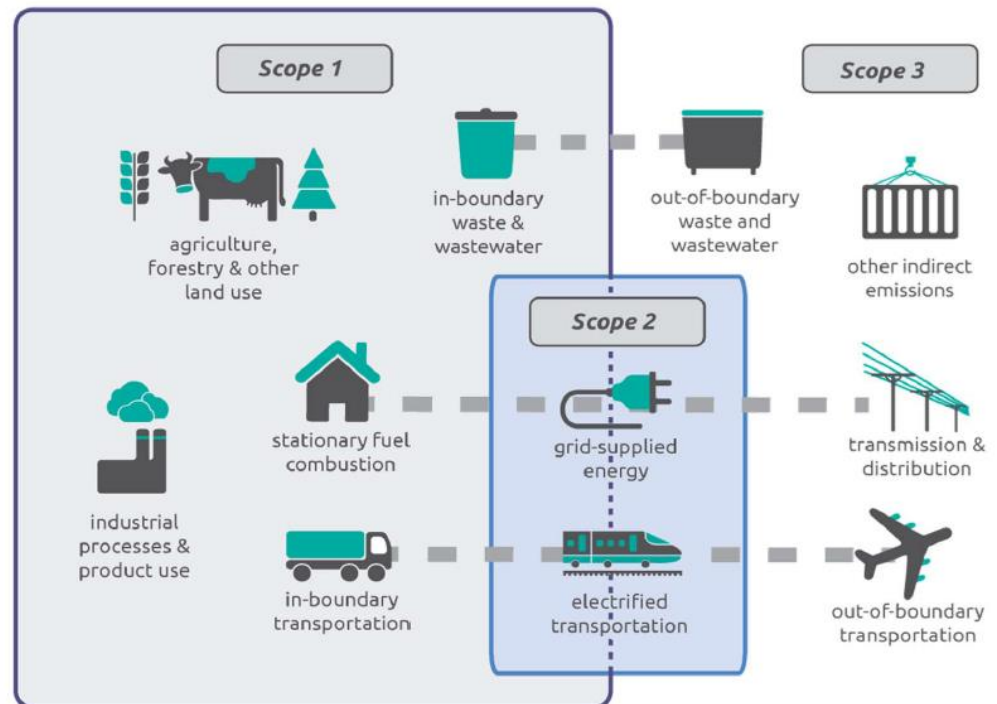 Scope 1
Scope 3
agriculture,
forestry & other
land use
in-boundary
waste &
wastewater
out-of-boundary
waste and
wastewater
other indirect
emissions
Scope 2
stationary fuel
combustion
grid-supplied
energy
transmission &
distribution
industrial
processes &
product use
in-boundary
transportation
electrified
transportation
out-of-boundary
transportation